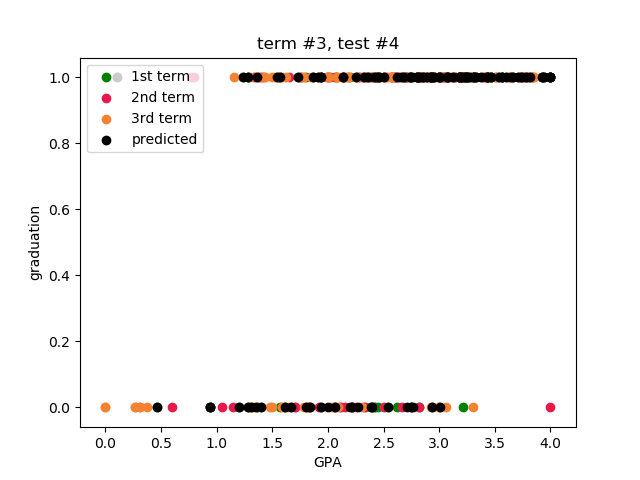 term #3, test #4
1st term
2nd term
3rd term
predicted
graduation
1.0
0.8
0.6
0.4
0.2
0.0
0.0 0.5 1.0 1.5 2.0 2.5 3.0 3.5 4.0
GPA